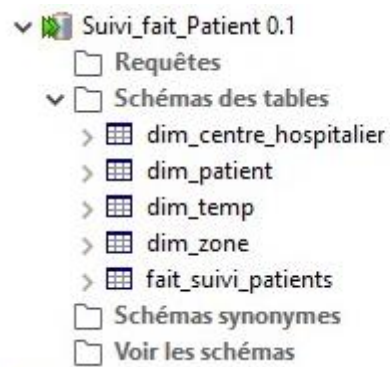 Suivi_fait_Patient 0.1
Requêtes
Schémas des tables
dim_centre_hospitalier
dim_patient
dim_temp
dim_zone
fait_suivi_patients
Schémas synonymes
Voir les schémas